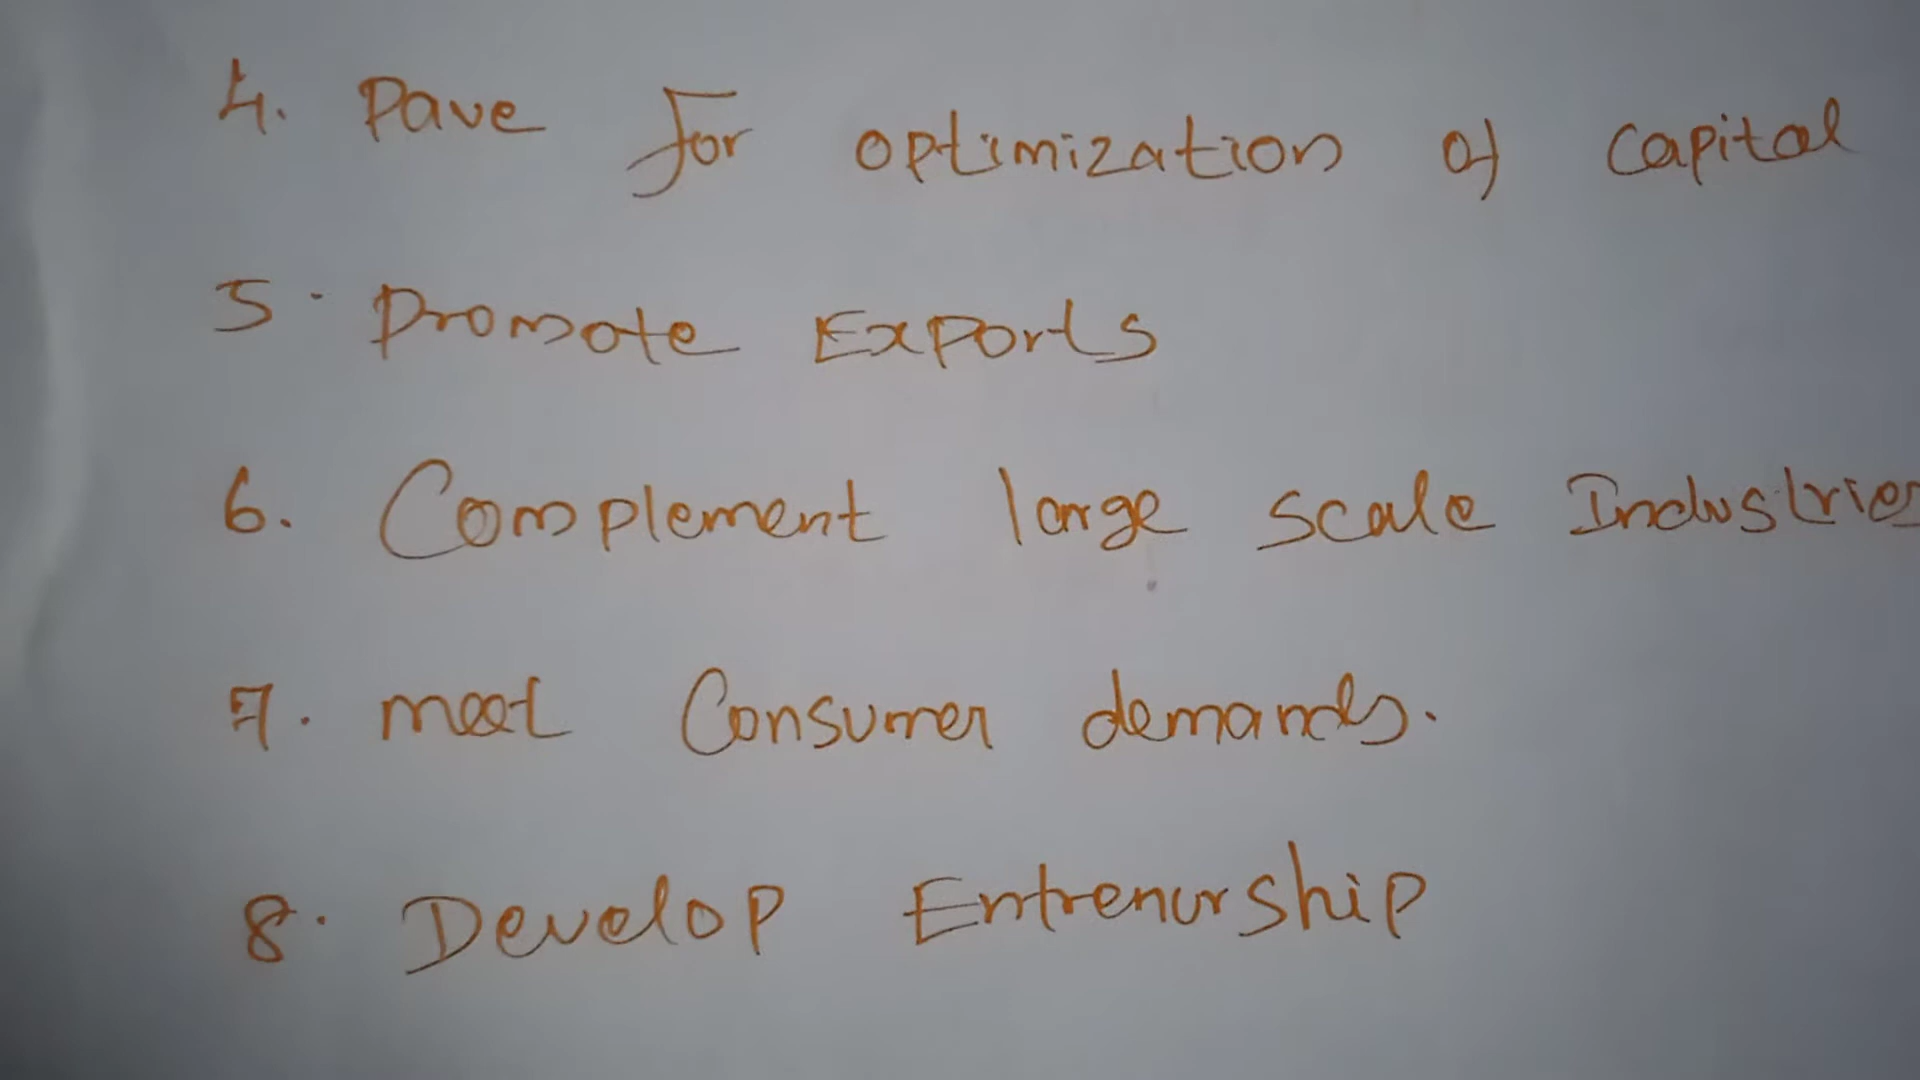 4. Pave for optimization of capital
5. Promote Exports
6. Complement large scale Industries
7. meet Consumer demands.
8. Develop Entrenurship